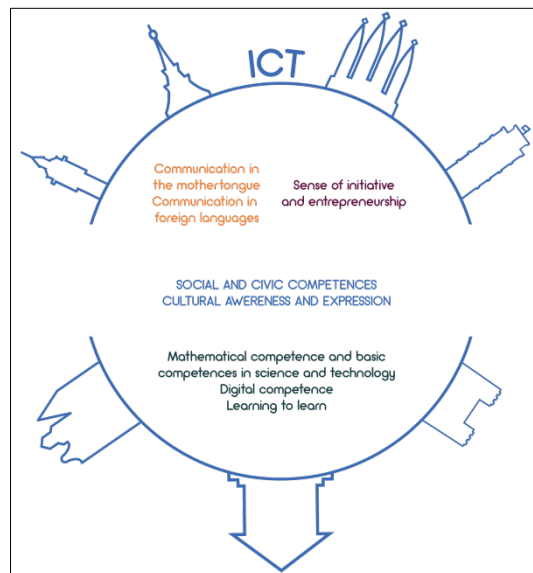 ICT
Communication in
the mothertongue
Communication in
foreign languages
Sense of initiative
and entrepreneurship
SOCIAL AND CIVIC COMPETENCES
CULTURAL AWERENESS AND EXPRESSION
Mathematical competence and basic
competences in science and technology
Digital competence
Learning to learn